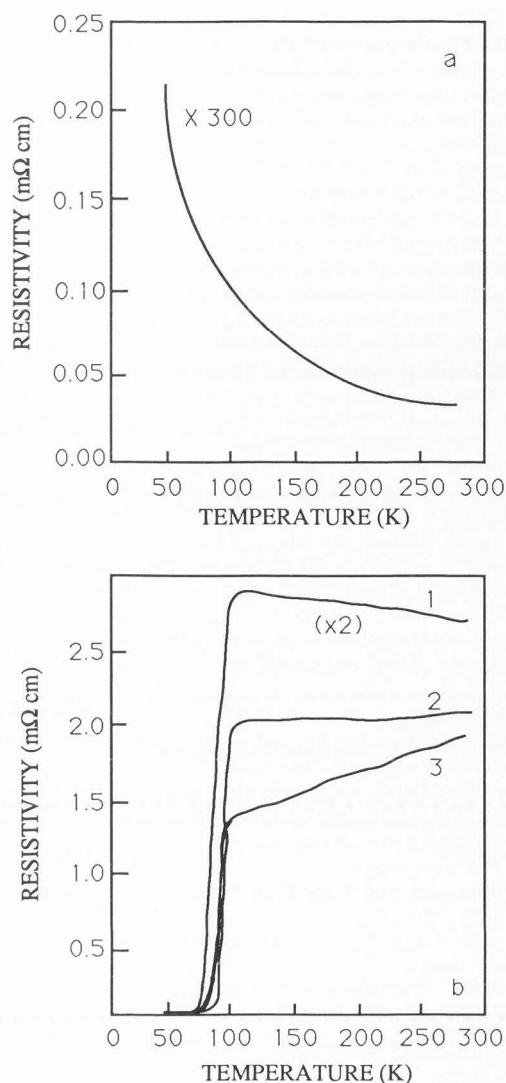 0.25
a
0.20
X 300
0.15
0.10
0.05
0.00
RESISTIVITY (mΩ cm)
0 50 100 150 200 250 300
TEMPERATURE (K)
1
(x2)
2.5
2
2.0
3
1.5
1.0
0.5
b
RESISTIVITY (mΩ cm)
0 50 100 150 200 250 300
TEMPERATURE (K)